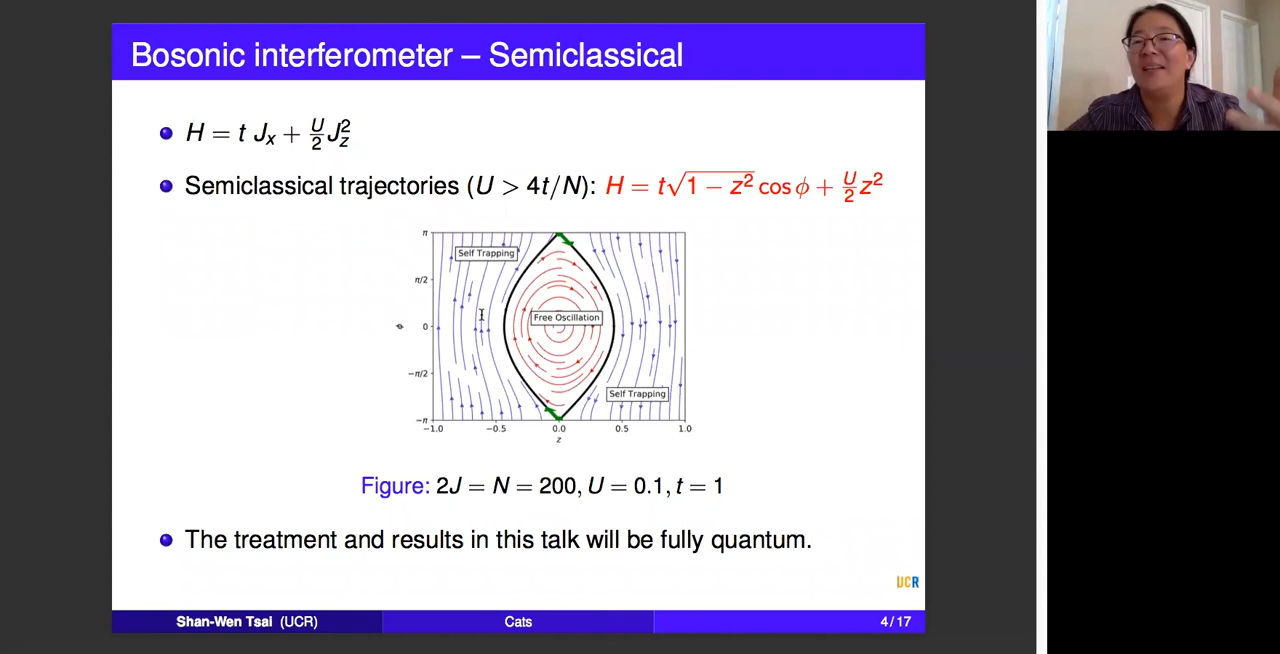 Bosonic interferometer – Semiclassical
H = t Jₓ + U/2 J_z²
Semiclassical trajectories (U > 4t/N): H = t√(1 − z²) cos ϕ + U/2 z²
π
Self Trapping
π/2
Free Oscillation
ϕ
0
−π/2
Self Trapping
−π
−1.0 −0.5 0.0 0.5 1.0
z
Figure: 2J = N = 200, U = 0.1, t = 1
The treatment and results in this talk will be fully quantum.
UCR
Shan-Wen Tsai (UCR) Cats 4/17